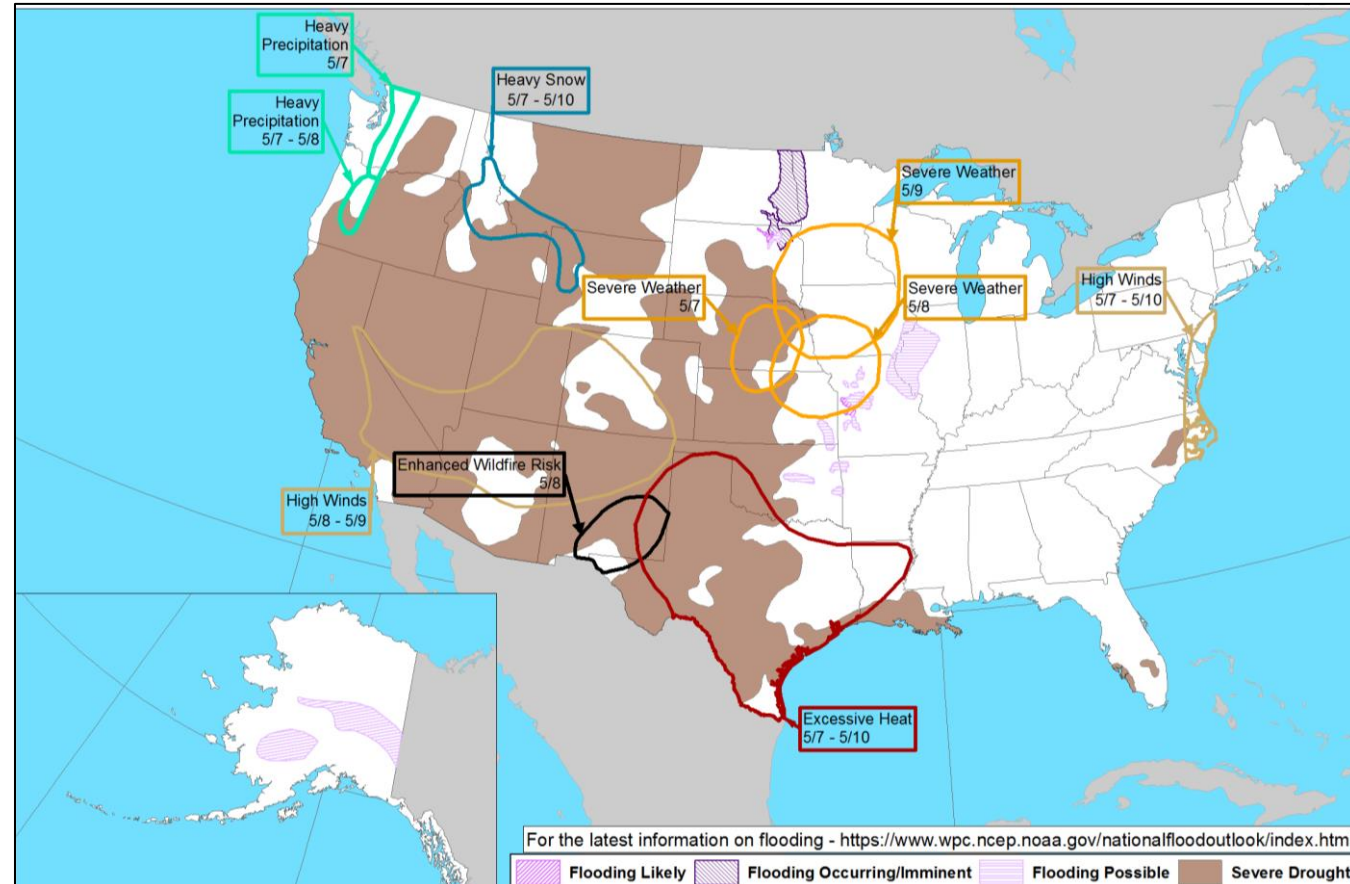 Heavy
Precipitation
5/7
Heavy
Precipitation
5/7 - 5/8
Heavy Snow
5/7 - 5/10
Severe Weather
5/9
Severe Weather
5/7
Severe Weather
5/8
High Winds
5/7 - 5/10
Enhanced Wildfire Risk
5/8
High Winds
5/8 - 5/9
Excessive Heat
5/7 - 5/10
For the latest information on flooding - https://www.wpc.ncep.noaa.gov/nationalfloodoutlook/index.htm
Flooding Likely Flooding Occurring/Imminent Flooding Possible Severe Drought